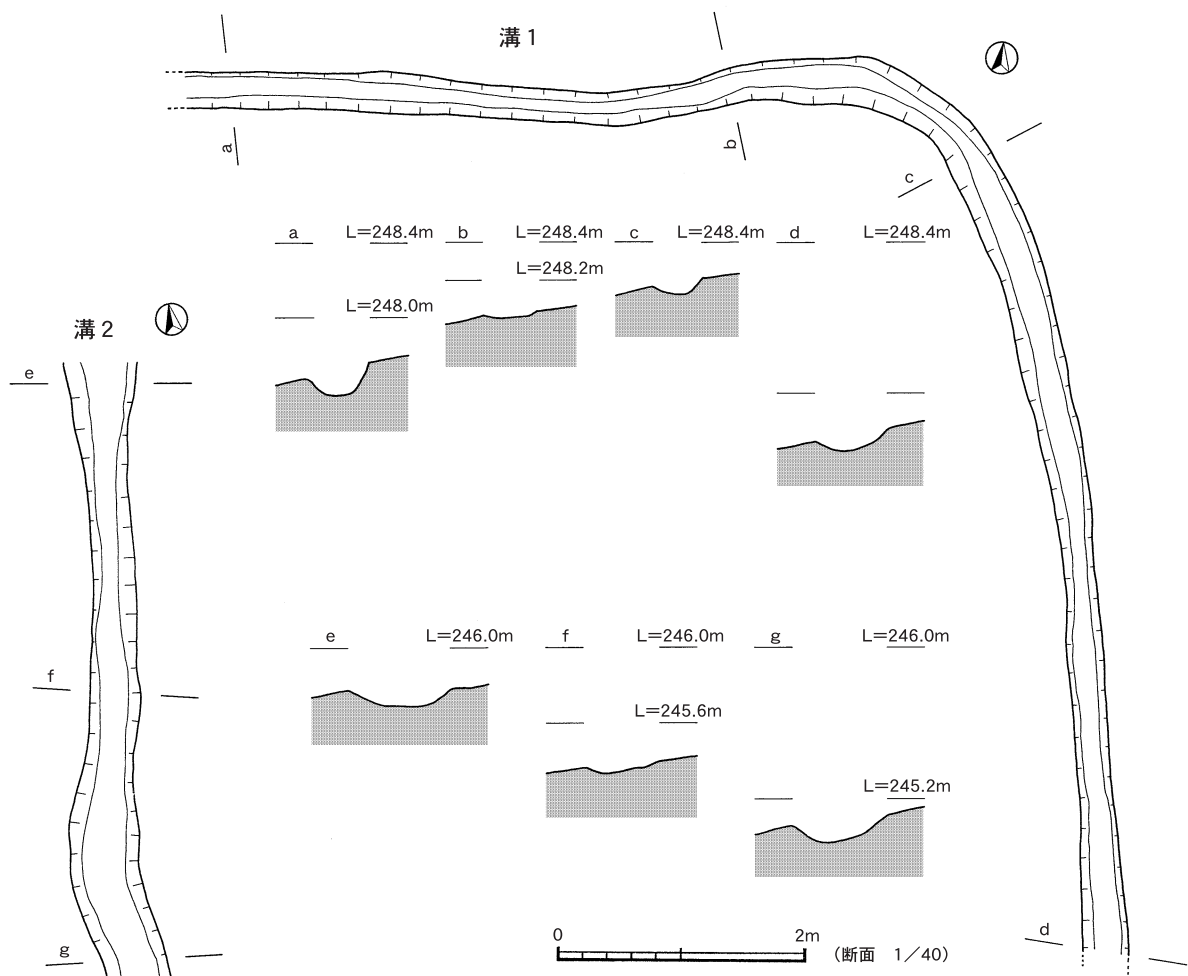 溝1
a
b
c
a L=248.4m b L=248.4m c L=248.4m d L=248.4m
L=248.2m
L=248.0m
溝2
e
f
g
e L=246.0m f L=246.0m g L=246.0m
L=245.6m
L=245.2m
d
0 2m
(断面 1/40)